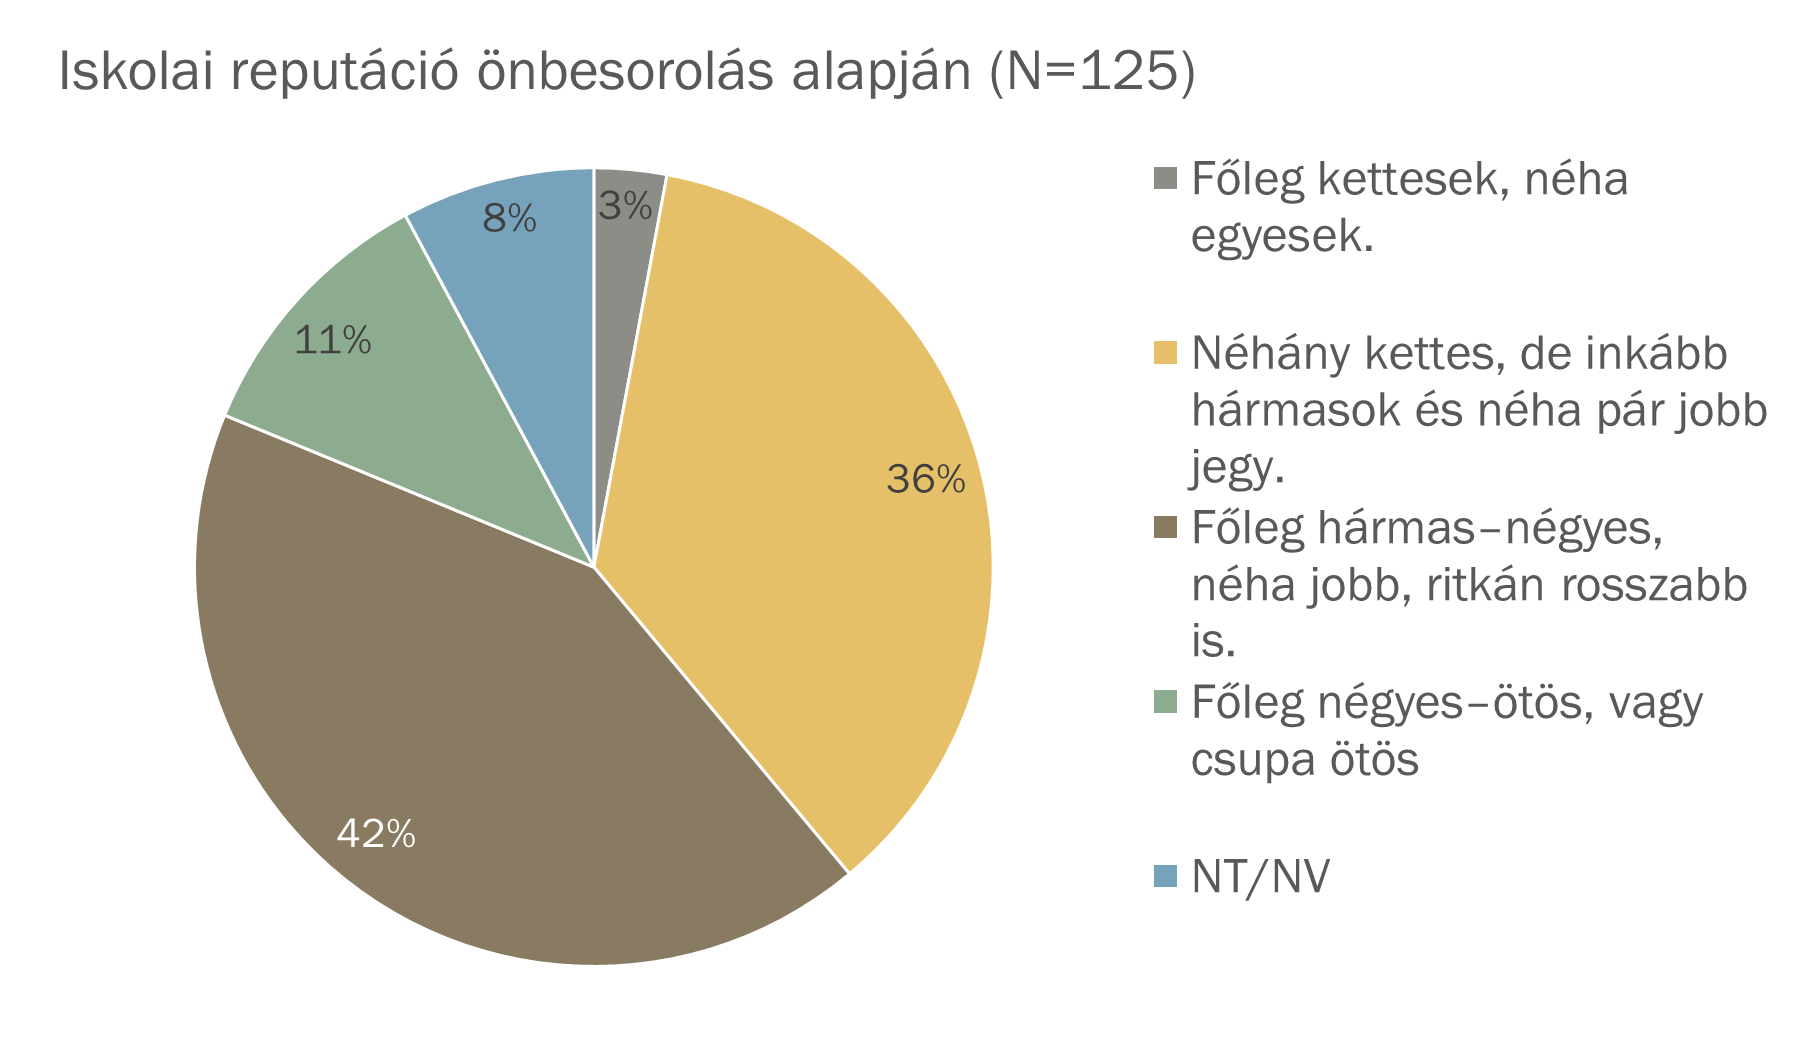 Iskolai reputáció önbesorolás alapján (N=125)
3%
36%
42%
11%
8%
Főleg kettesek, néha
egyesek.
Néhány kettes, de inkább
hármasok és néha pár jobb
jegy.
Főleg hármas–négyes,
néha jobb, ritkán rosszabb
is.
Főleg négyes–ötös, vagy
csupa ötös
NT/NV